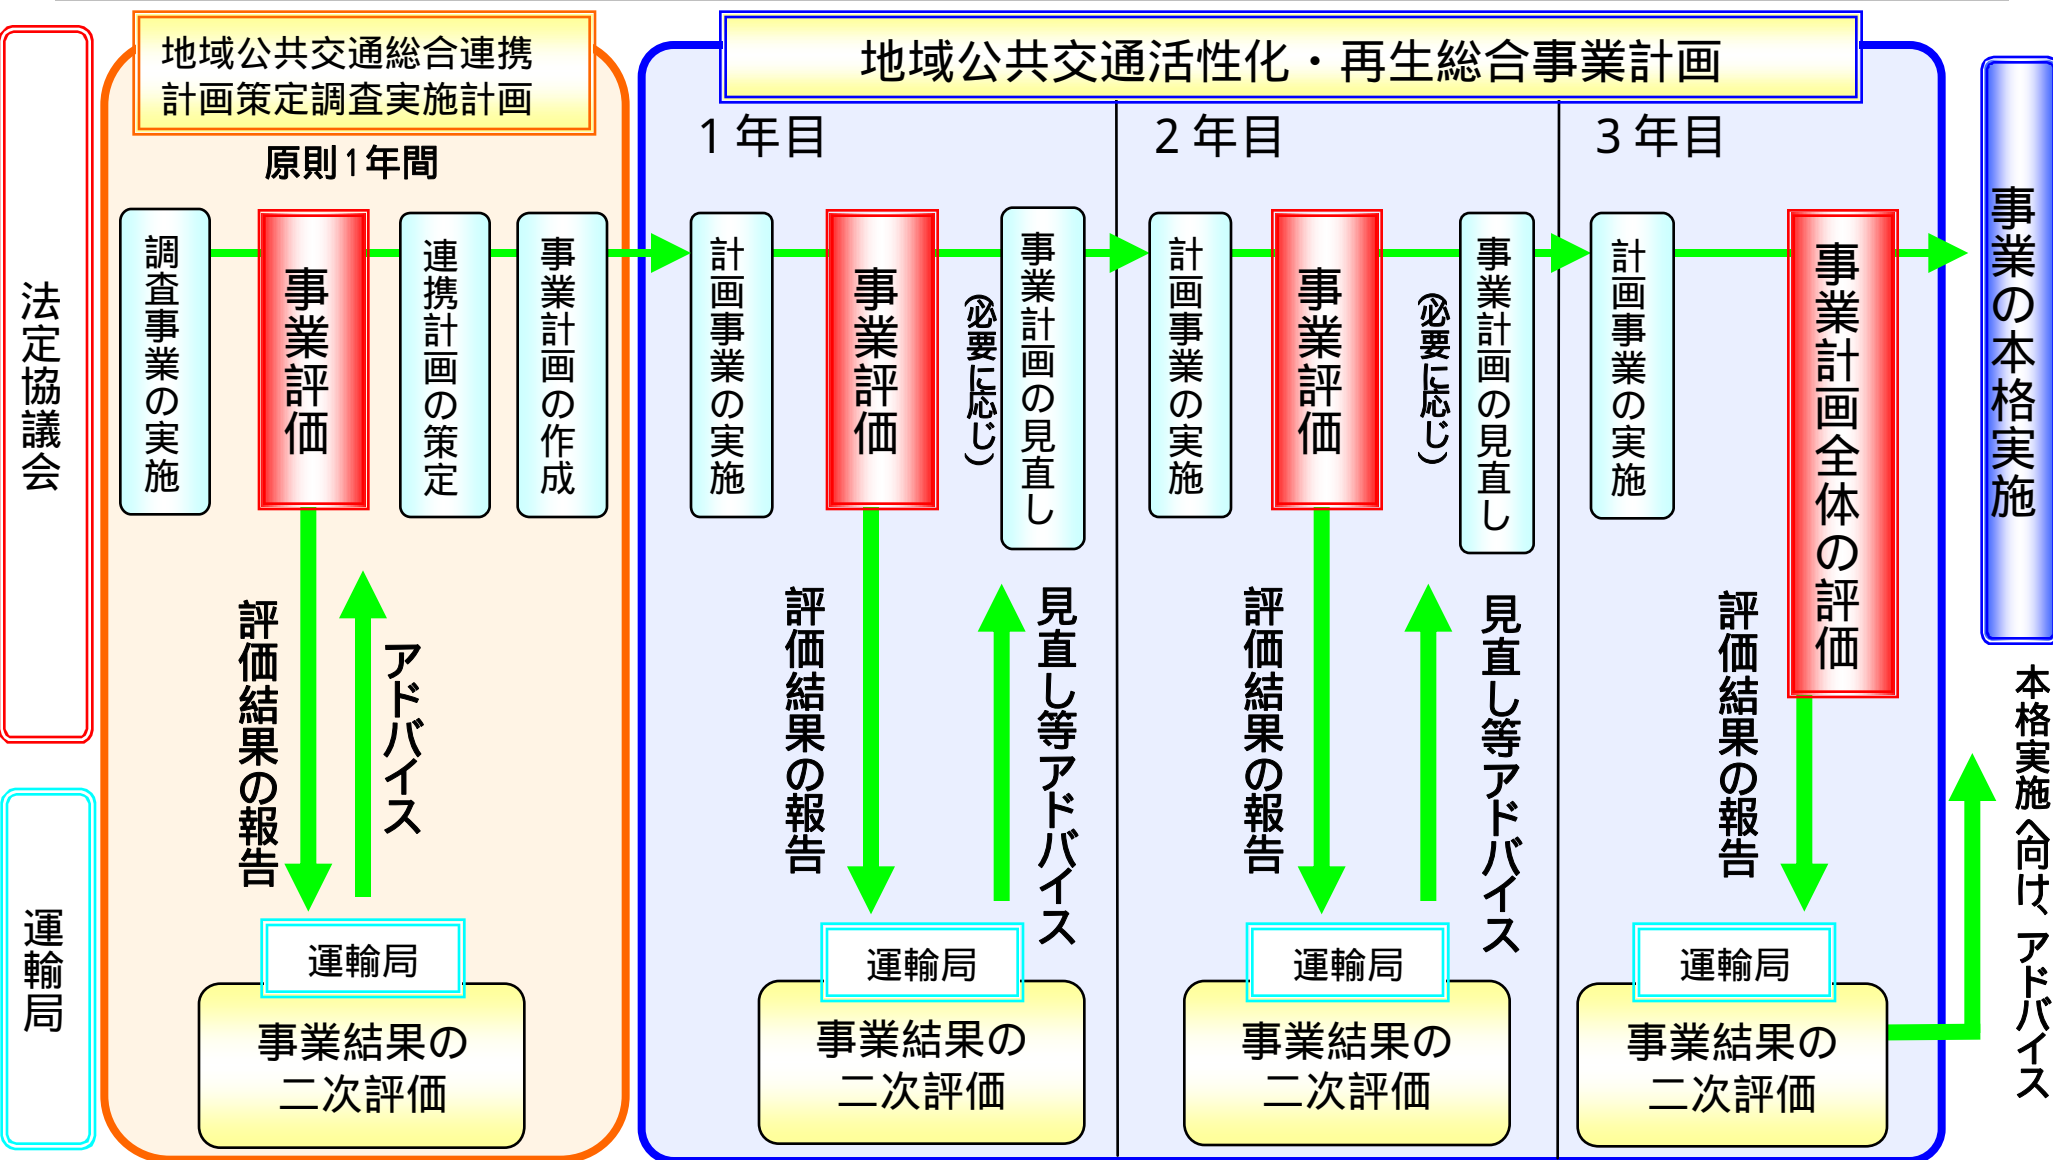 地域公共交通総合連携
計画策定調査実施計画
原則1年間
地域公共交通活性化・再生総合事業計画
1年目
2年目
3年目
法定協議会
調査事業の実施
事業評価
連携計画の策定
事業計画の作成
計画事業の実施
事業評価
(必要に応じ)
事業計画の見直し
計画事業の実施
事業評価
(必要に応じ)
事業計画の見直し
計画事業の実施
事業計画全体の評価
事業の本格実施
評価結果の報告
アドバイス
評価結果の報告
見直し等アドバイス
評価結果の報告
見直し等アドバイス
評価結果の報告
本格実施へ向け、アドバイス
運輸局
運輸局
事業結果の
二次評価
運輸局
事業結果の
二次評価
運輸局
事業結果の
二次評価
運輸局
事業結果の
二次評価